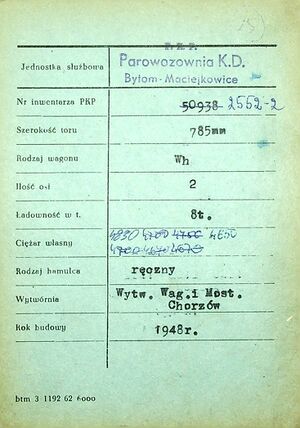 P.K.P.
Jednostka służbowa Parowozownia K.D.
Bytom-Maciejkowice
Nr inwentarza PKP 50938 2552-2
Szerokość toru 785mm
Rodzaj wagonu Wh
Ilość osi 2
Ładowność w t. 8t.
Ciężar własny 4650
Rodzaj hamulca ręczny
Wytwórnia Wytw. Wag.i Most.
Chorzów
Rok budowy 1948r.
btm 3 1192 62 6000